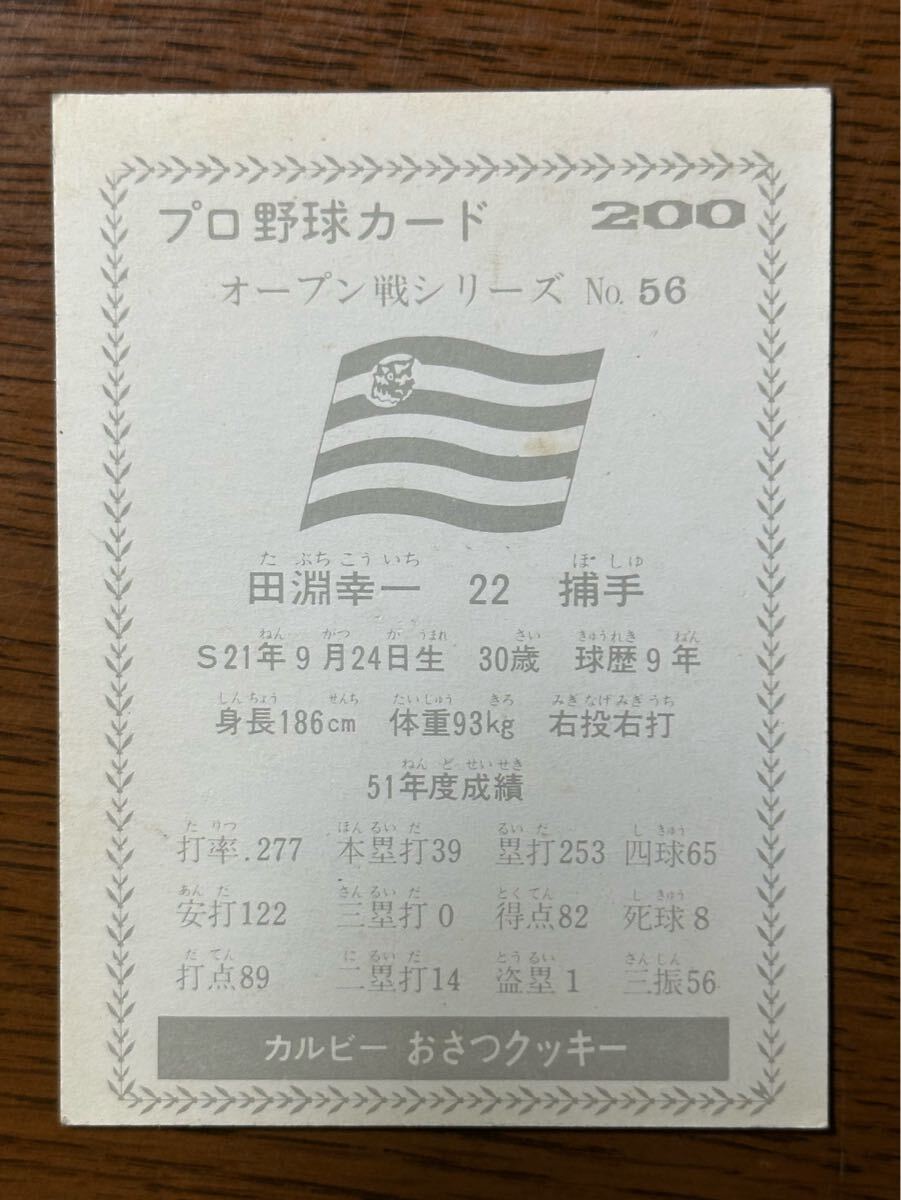 プロ野球カード 200
オープン戦シリーズ No. 56
た ぶち こう いち ほ しゅ
田淵幸一 22 捕手
ねん がつ か うまれ さい きゅうれき ねん
S21年9月24日生 30歳 球歴9年
しんちょう せんち たいじゅう きろ みぎ なげ みぎ うち
身長186cm 体重93kg 右投右打
ねん ど せいせき
51年度成績
た りつ ほん るい だ るい だ し きゅう
打率.277 本塁打39 塁打253 四球65
あん だ さん るい だ とく てん し きゅう
安打122 三塁打0 得点82 死球8
だ てん に るい だ とう るい さん しん
打点89 二塁打14 盗塁1 三振56
カルビー おさつクッキー